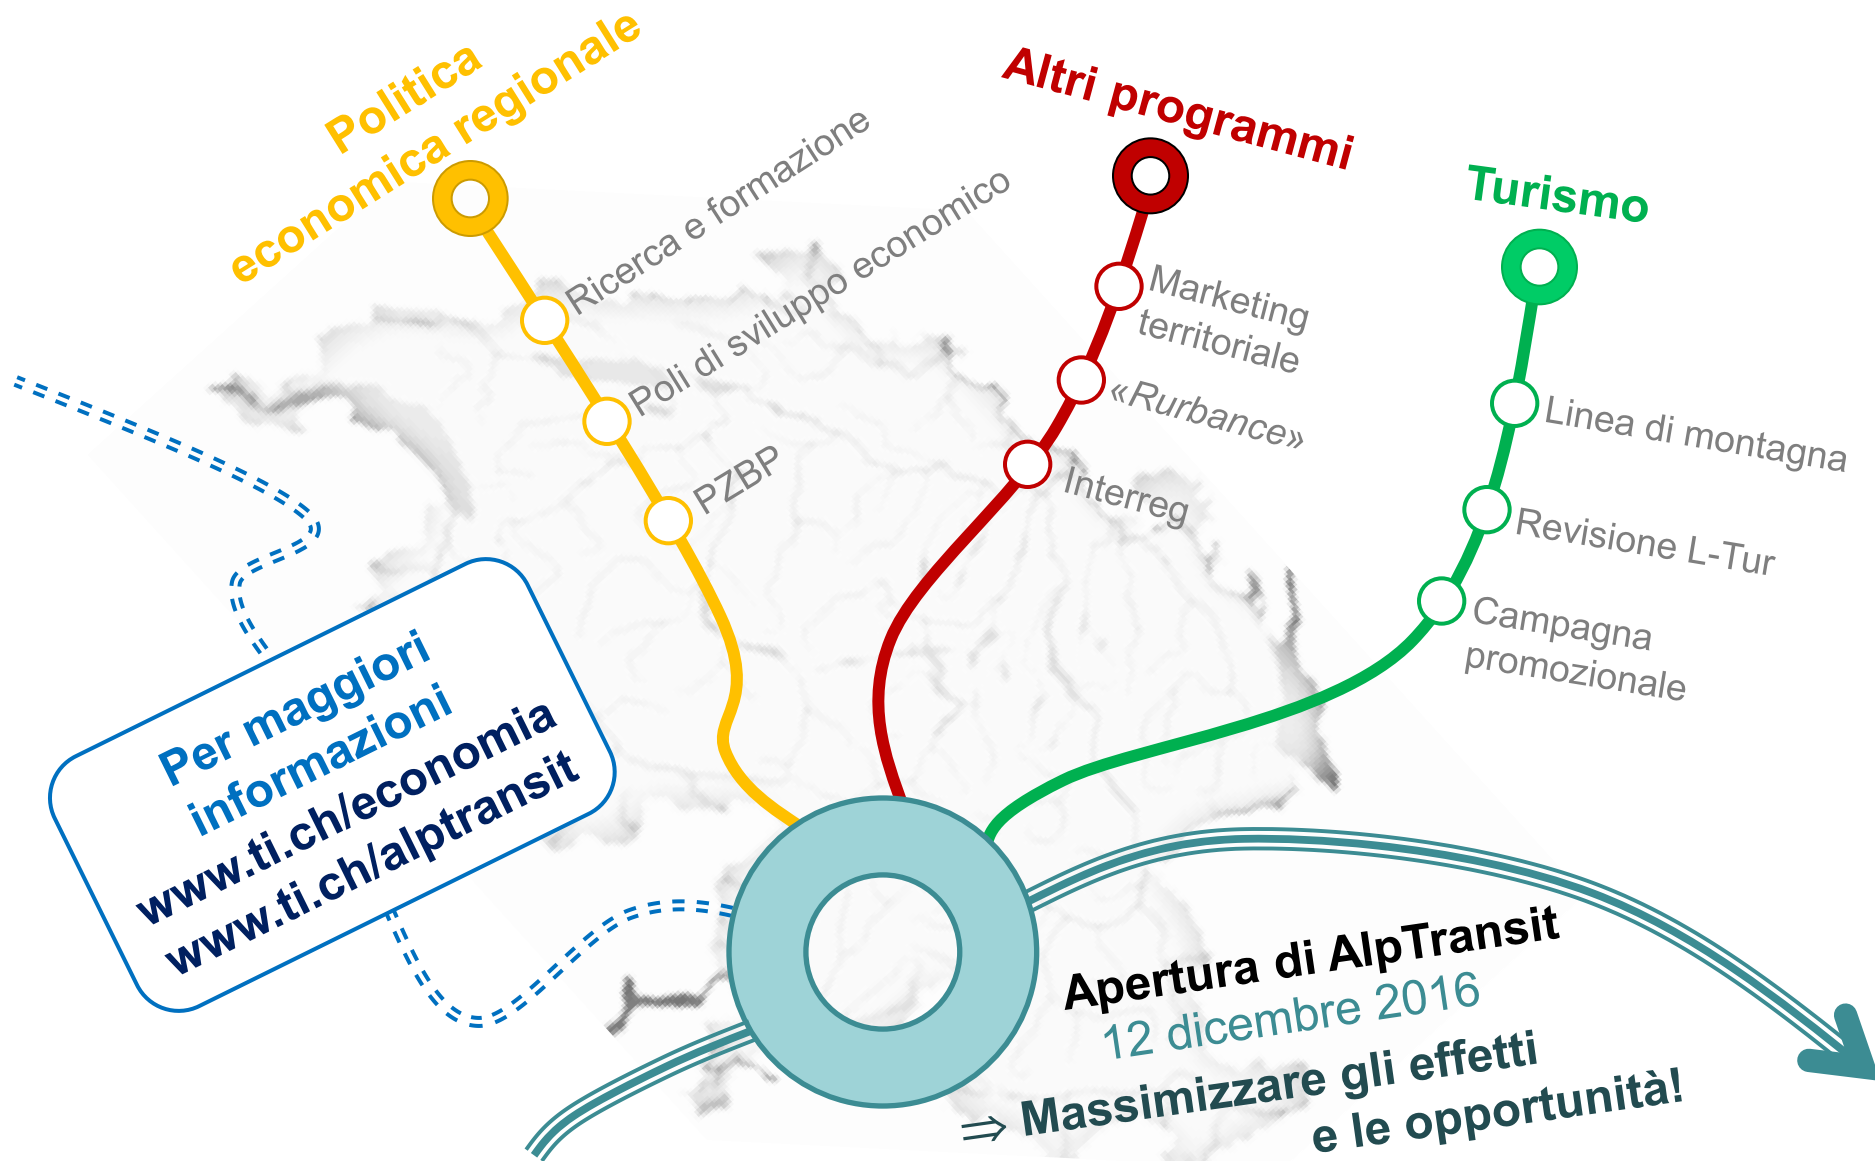 Politica
economica regionale
Ricerca e formazione
Poli di sviluppo economico
PZBP
Altri programmi
Marketing
territoriale
«Rurbance»
Interreg
Turismo
Linea di montagna
Revisione L-Tur
Campagna
promozionale
Per maggiori
informazioni
www.ti.ch/economia
www.ti.ch/alptransit
Apertura di AlpTransit
12 dicembre 2016
⇒ Massimizzare gli effetti
e le opportunità!